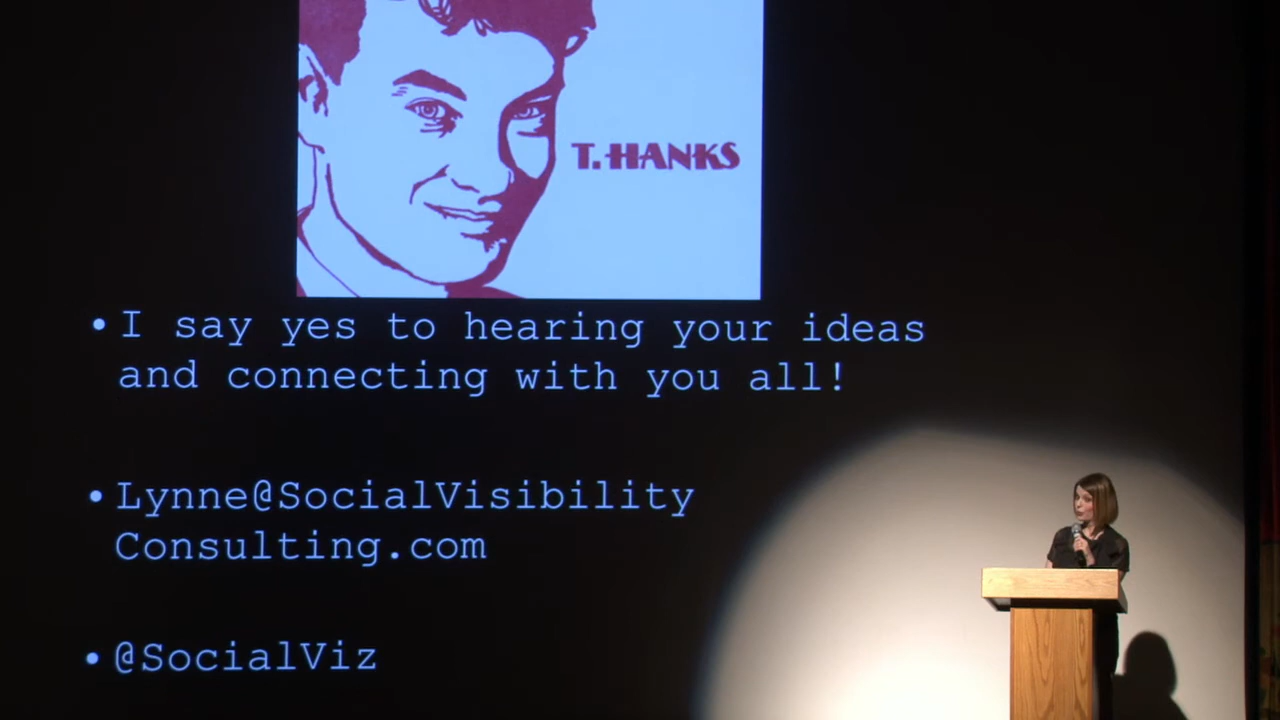 T. HANKS
• I say yes to hearing your ideas
and connecting with you all!
• Lynne@SocialVisibility
Consulting.com
• @SocialViz